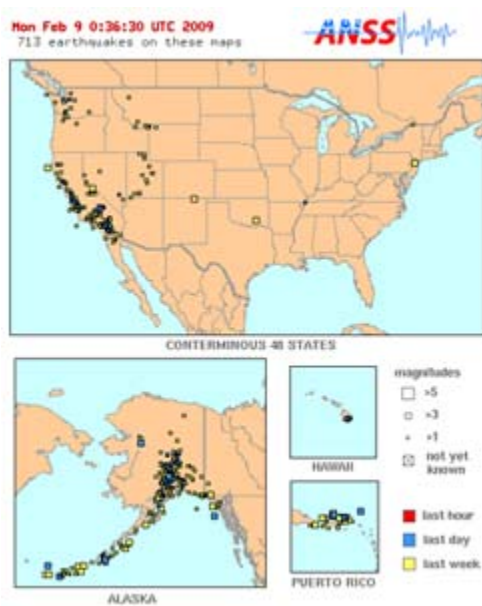 Mon Feb 9 0:36:30 UTC 2009
713 earthquakes on these maps
ANSS
CONTERMINOUS 48 STATES
magnitudes
>5
>3
>1
not yet
known
HAWAII
last hour
last day
last week
PUERTO RICO
ALASKA